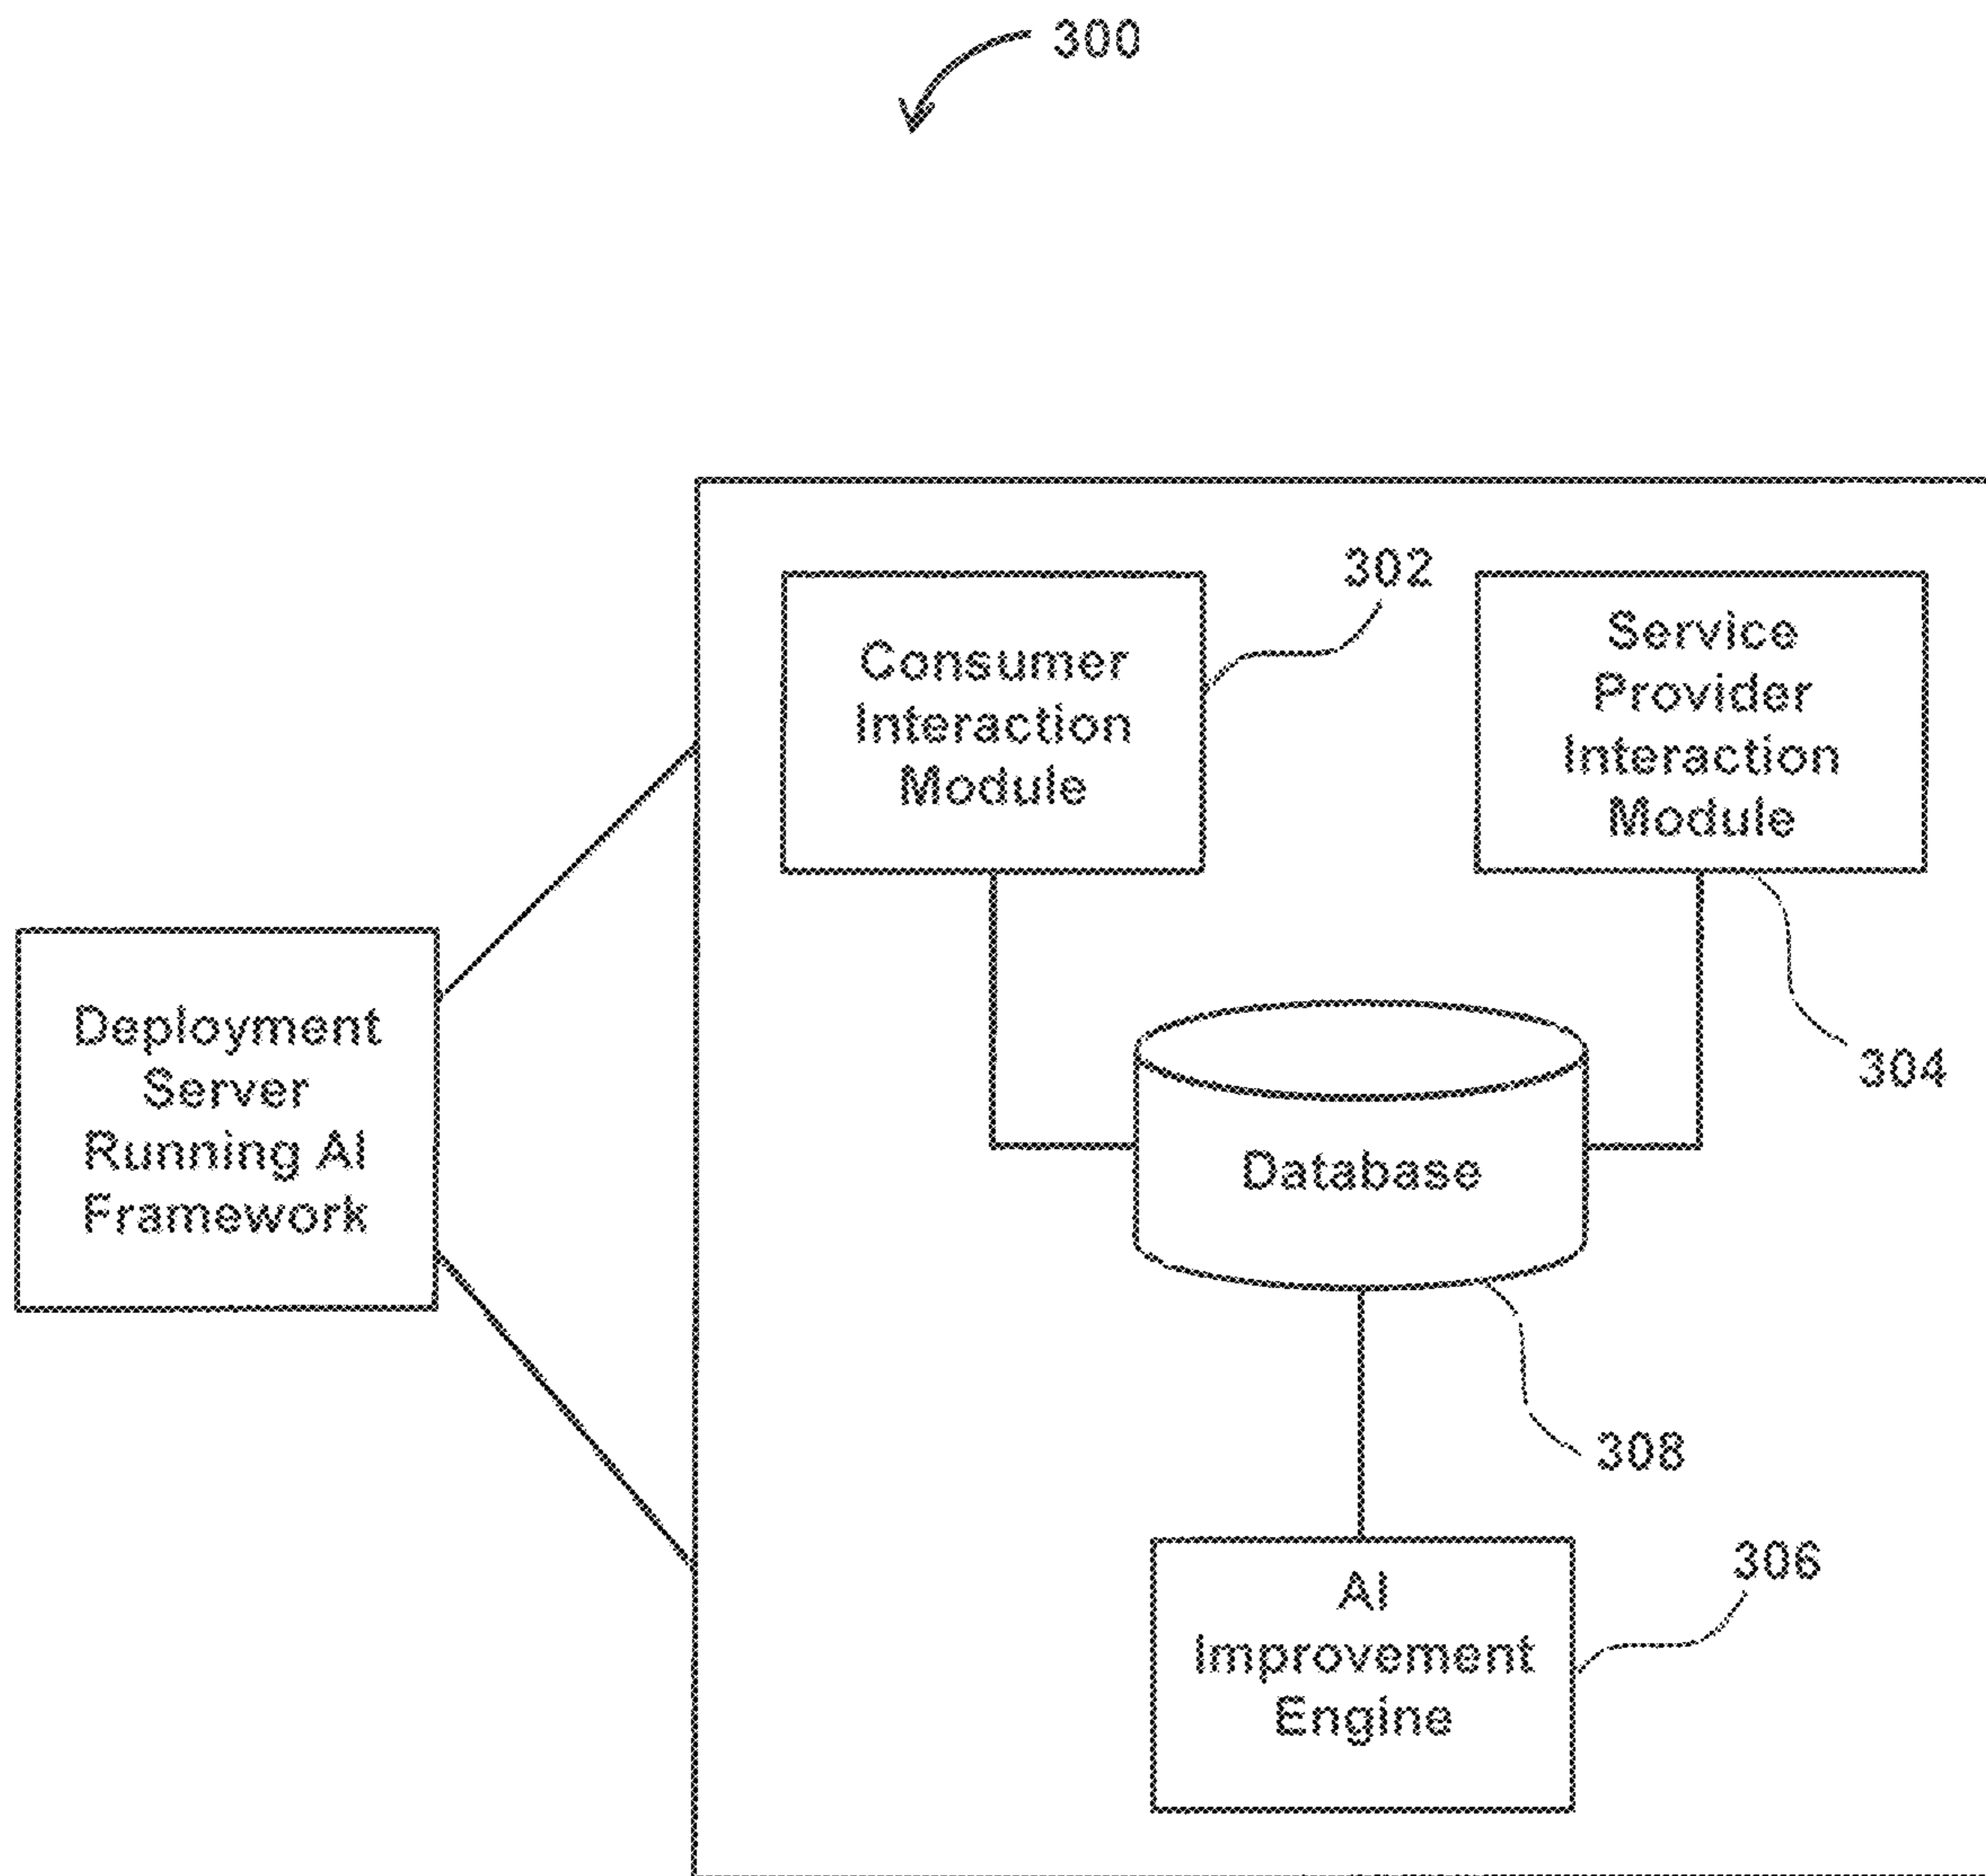 300
302
Consumer
Interaction
Module
Service
Provider
Interaction
Module
304
Deployment
Server
Running AI
Framework
Database
308
306
AI
Improvement
Engine